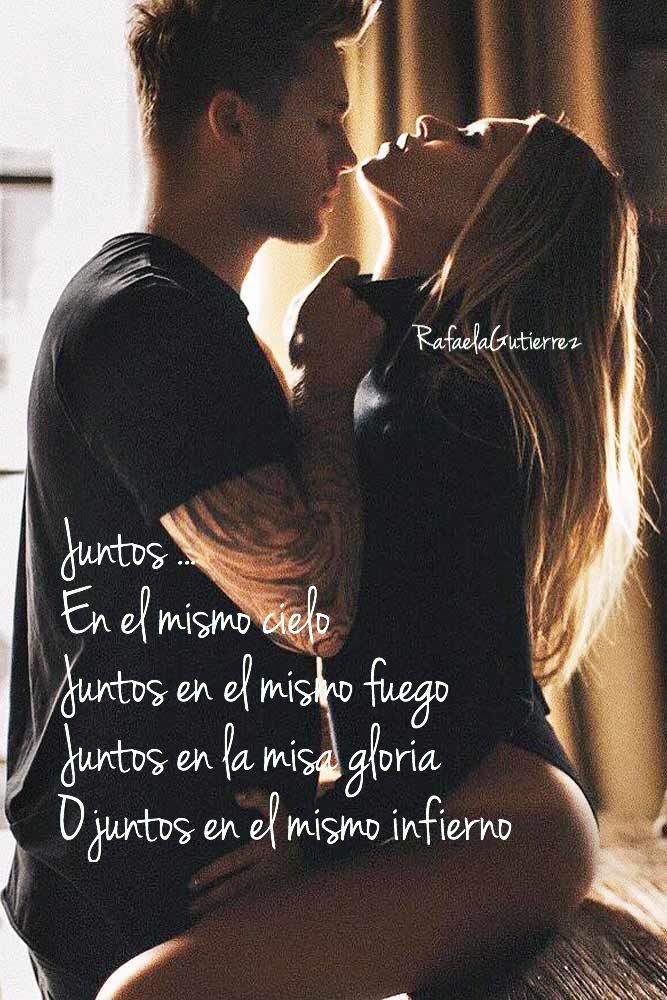 RafaelaGutierrez
Juntos ...
En el mismo cielo
Juntos en el mismo fuego
Juntos en la misa gloria
O juntos en el mismo infierno